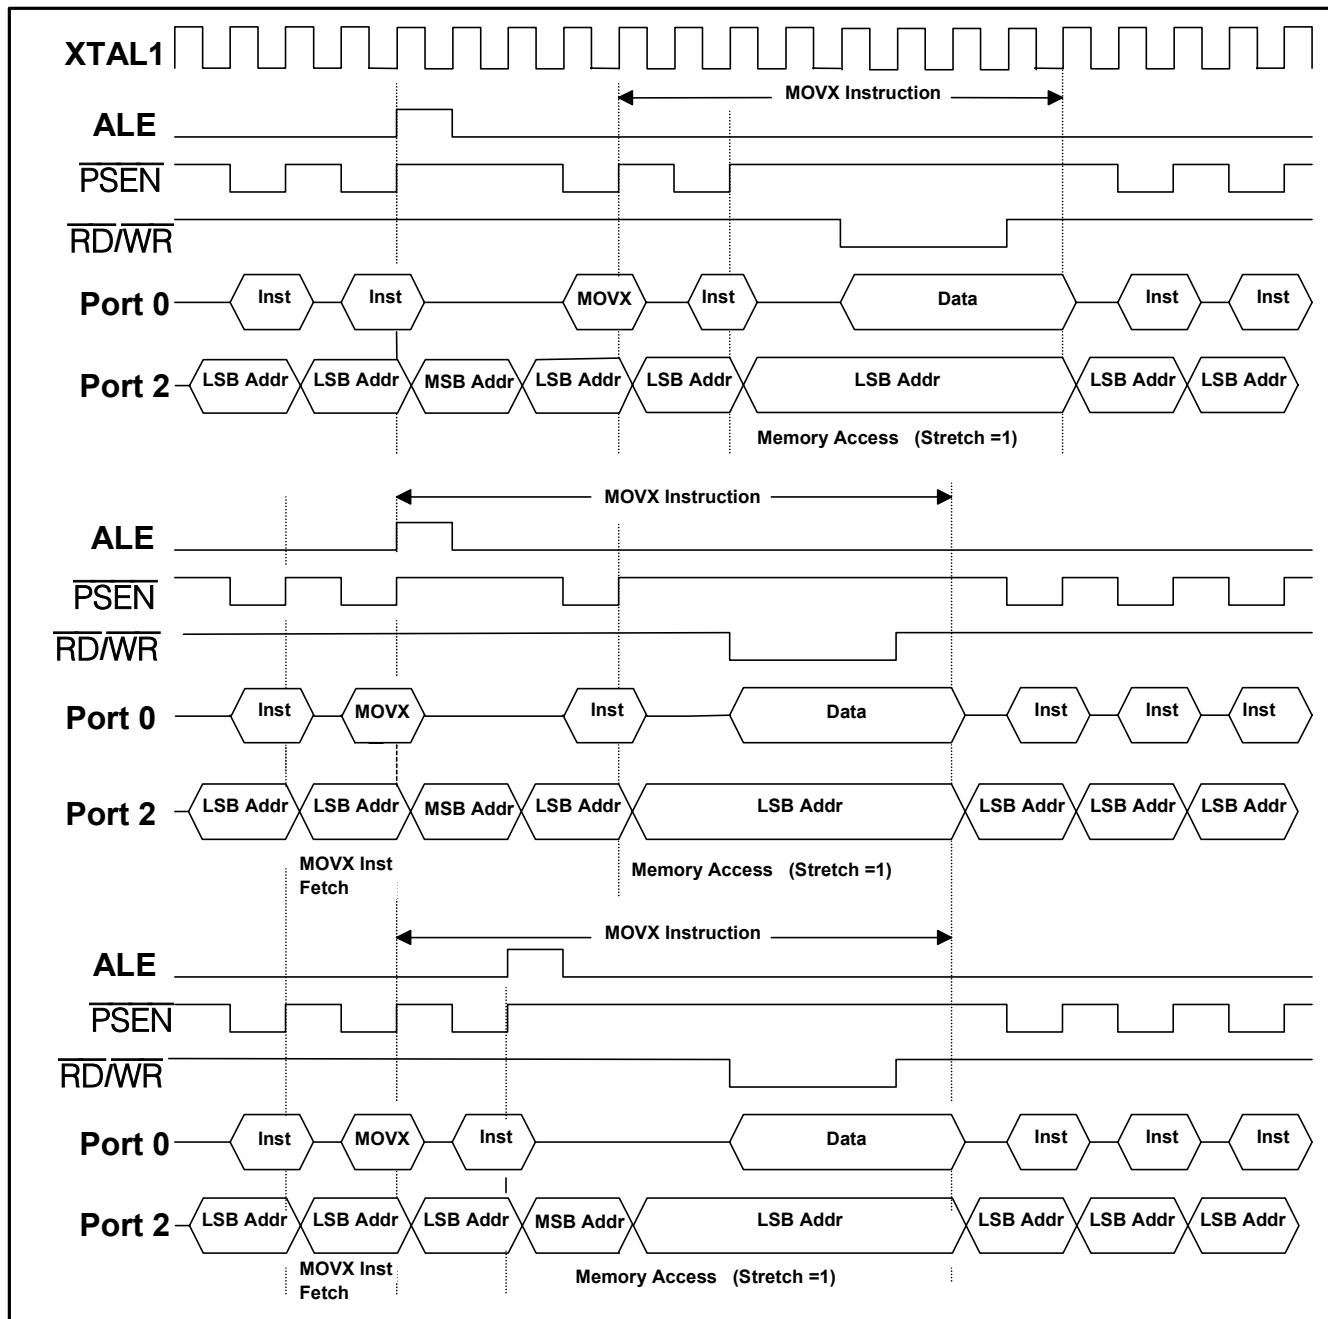 XTAL1
MOVX Instruction
ALE
PSEN
RD/WR
Port 0 Inst Inst MOVX Inst Data Inst Inst
Port 2 LSB Addr LSB Addr MSB Addr LSB Addr LSB Addr LSB Addr LSB Addr LSB Addr
Memory Access (Stretch =1)
MOVX Instruction
ALE
PSEN
RD/WR
Port 0 Inst MOVX Inst Data Inst Inst Inst
Port 2 LSB Addr LSB Addr MSB Addr LSB Addr LSB Addr LSB Addr LSB Addr LSB Addr
MOVX Inst
Fetch
Memory Access (Stretch =1)
MOVX Instruction
ALE
PSEN
RD/WR
Port 0 Inst MOVX Inst Data Inst Inst Inst
Port 2 LSB Addr LSB Addr LSB Addr MSB Addr LSB Addr LSB Addr LSB Addr LSB Addr
MOVX Inst
Fetch
Memory Access (Stretch =1)